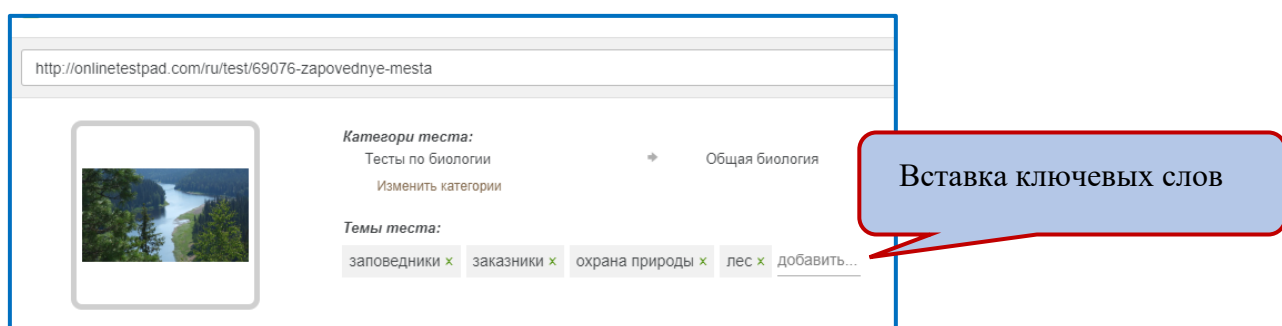 http://onlinetestpad.com/ru/test/69076-zapovednye-mesta
Категори теста:
Тесты по биологии Общая биология
Изменить категории
Темы теста:
заповедники x заказники x охрана природы x лес x добавить...
Вставка ключевых слов